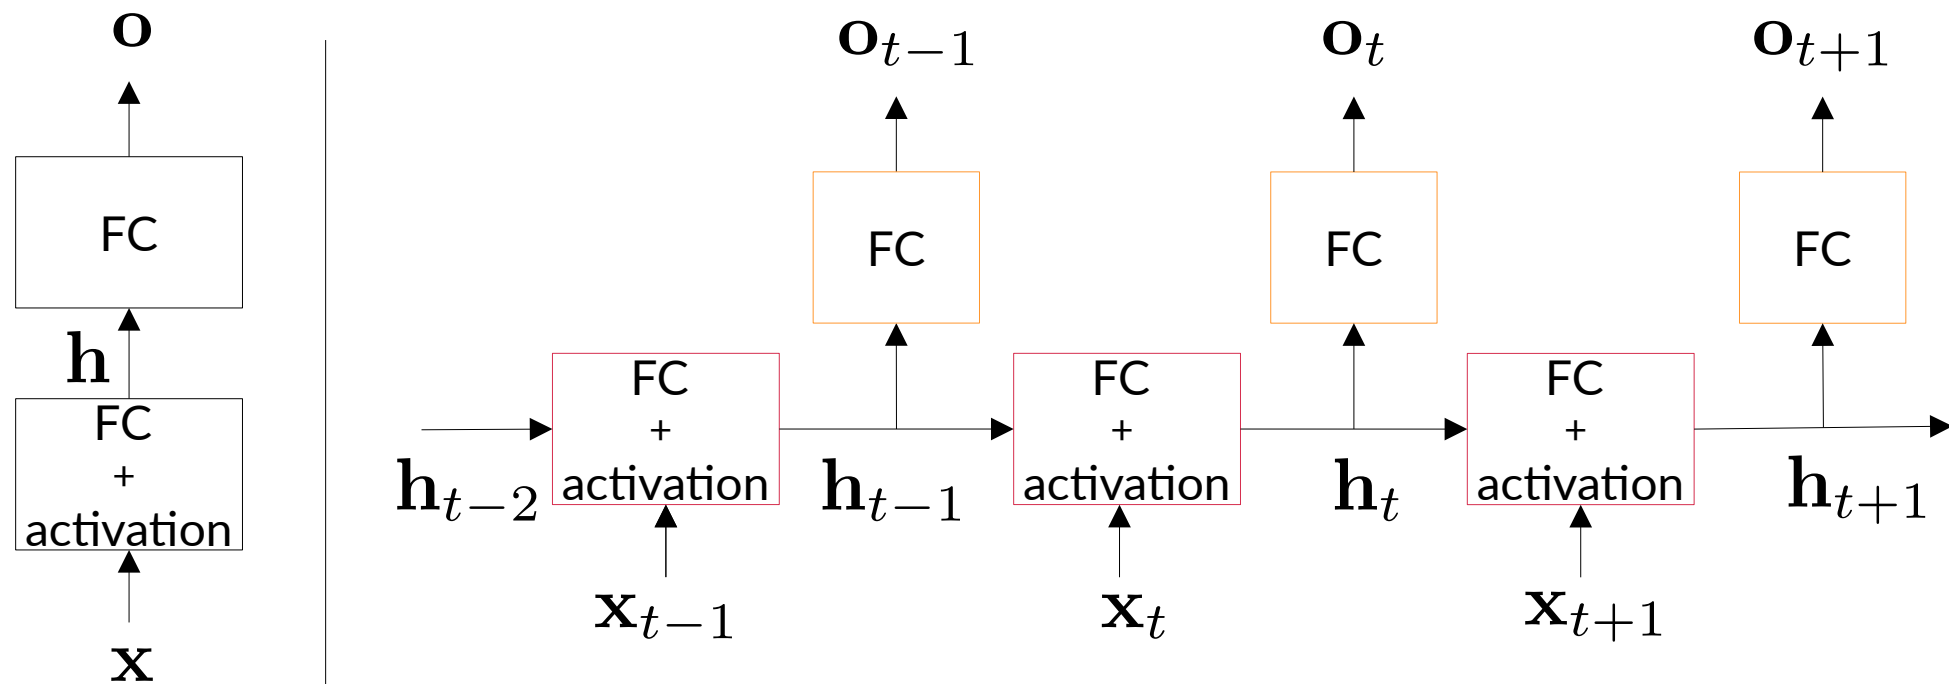 o
FC
h
FC
+
activation
x
o_{t-1} o_t o_{t+1}
FC FC FC
FC + activation FC + activation FC + activation
h_{t-2} h_{t-1} h_t h_{t+1}
x_{t-1} x_t x_{t+1}